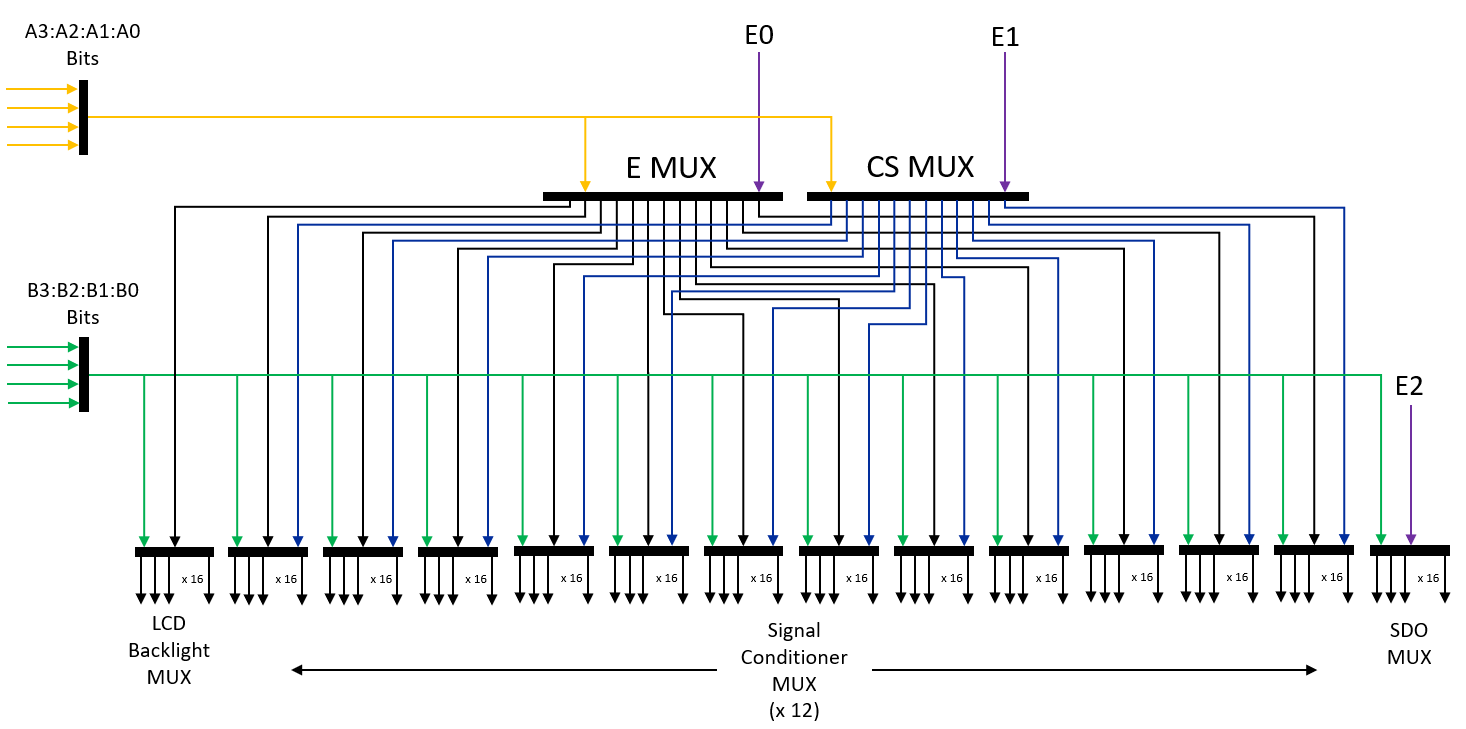 A3:A2:A1:A0
Bits
E0
E1
E MUX
CS MUX
B3:B2:B1:B0
Bits
E2
x 16
x 16
x 16
x 16
x 16
x 16
x 16
x 16
x 16
x 16
x 16
x 16
x 16
x 16
LCD
Backlight
MUX
Signal
Conditioner
MUX
(x 12)
SDO
MUX